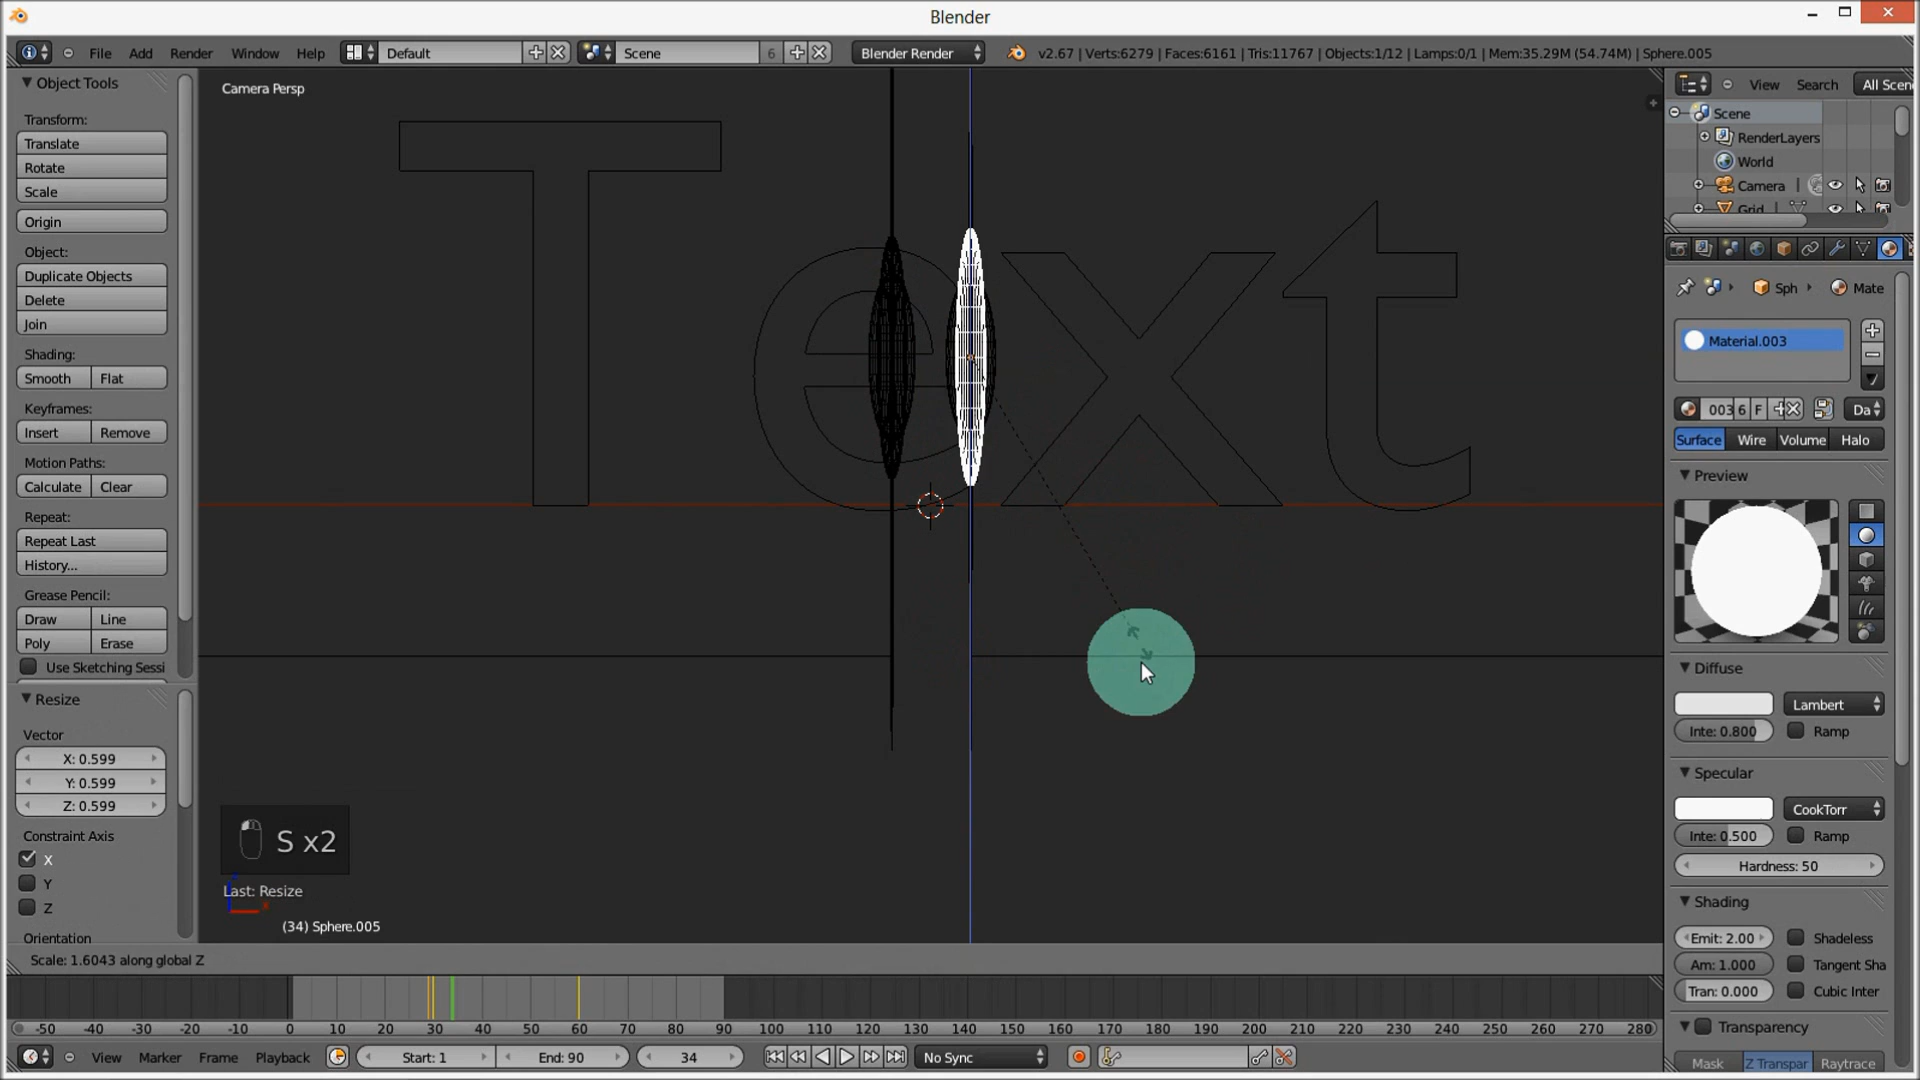 Blender
File Add Render Window Help Default Scene 6 Blender Render v2.67 | Verts:6279 | Faces:6161 | Tris:11767 | Objects:1/12 | Lamps:0/1 | Mem:35.29M (54.74M) | Sphere.005
Object Tools
Transform:
Translate
Rotate
Scale
Origin
Object:
Duplicate Objects
Delete
Join
Shading:
Smooth Flat
Keyframes:
Insert Remove
Motion Paths:
Calculate Clear
Repeat:
Repeat Last
History...
Grease Pencil:
Draw Line
Poly Erase
Use Sketching Sessi
Resize
Vector
X: 0.599
Y: 0.599
Z: 0.599
Constraint Axis
X
Y
Z
Orientation
Camera Persp
Text
S x2
Last: Resize
(34) Sphere.005
Scale: 1.6043 along global Z
View Search All Scen
Scene
RenderLayers
World
Camera
Grid
Sph Mate
Material.003
003 6 F Da
Surface Wire Volume Halo
Preview
Diffuse
Lambert
Inte: 0.800 Ramp
Specular
CookTorr
Inte: 0.500 Ramp
Hardness: 50
Shading
Emit: 2.00 Shadeless
Am: 1.000 Tangent Sha
Tran: 0.000 Cubic Inter
Transparency
Mask Z Transpar Raytrace
-50 -40 -30 -20 -10 0 10 20 30 40 50 60 70 80 90 100 110 120 130 140 150 160 170 180 190 200 210 220 230 240 250 260 270 280
View Marker Frame Playback Start: 1 End: 90 34 No Sync